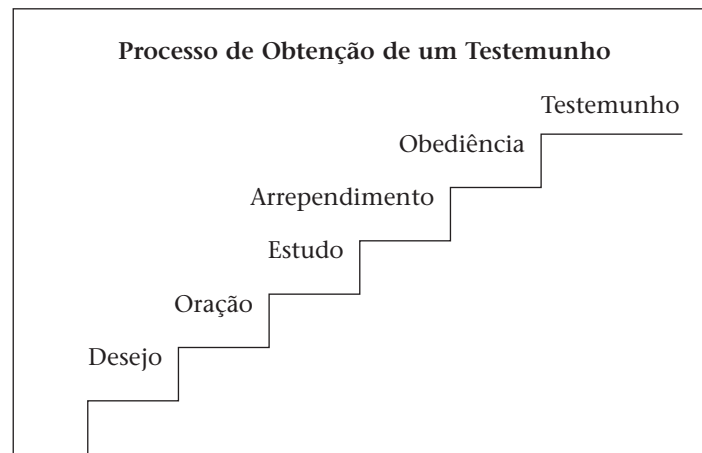 Processo de Obtenção de um Testemunho
Testemunho
Obediência
Arrependimento
Estudo
Oração
Desejo